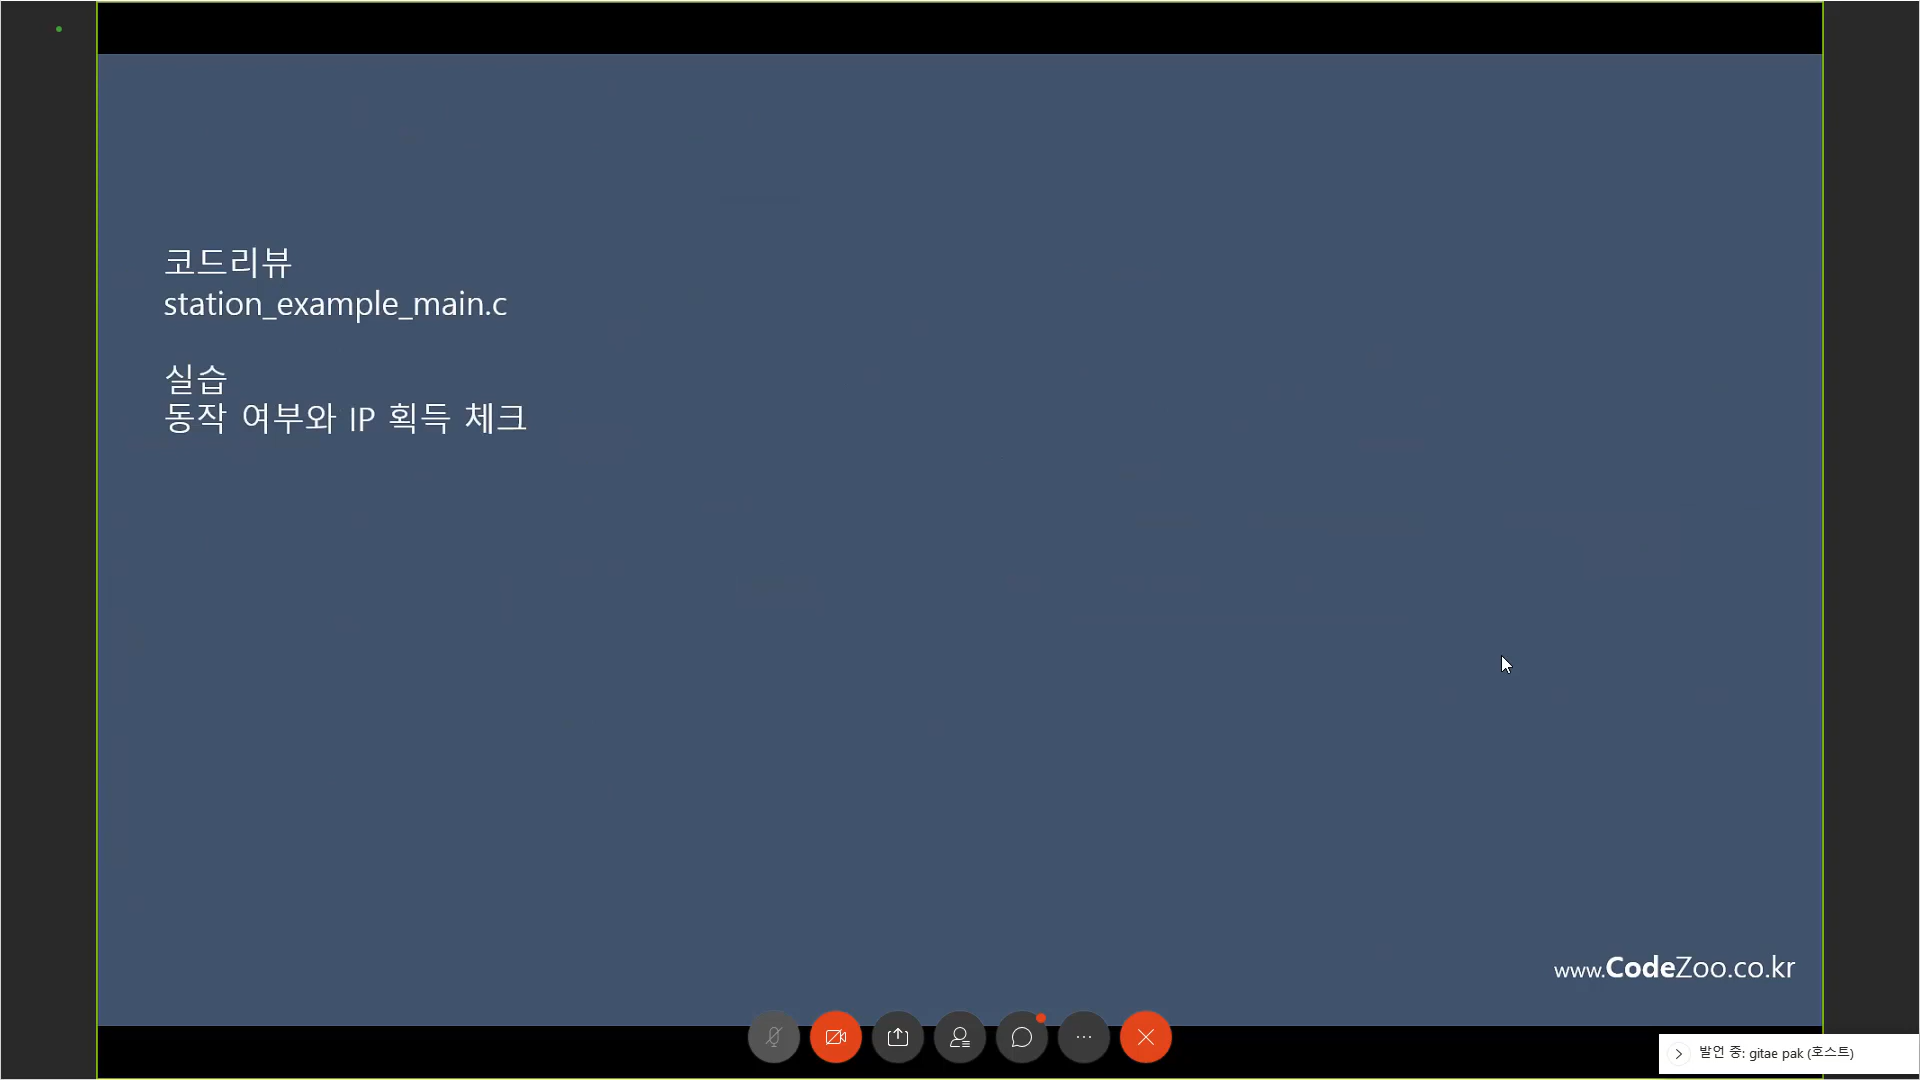 코드리뷰
station_example_main.c
실습
동작 여부와 IP 획득 체크
www.CodeZoo.co.kr
발언 중: gitae pak (호스트)